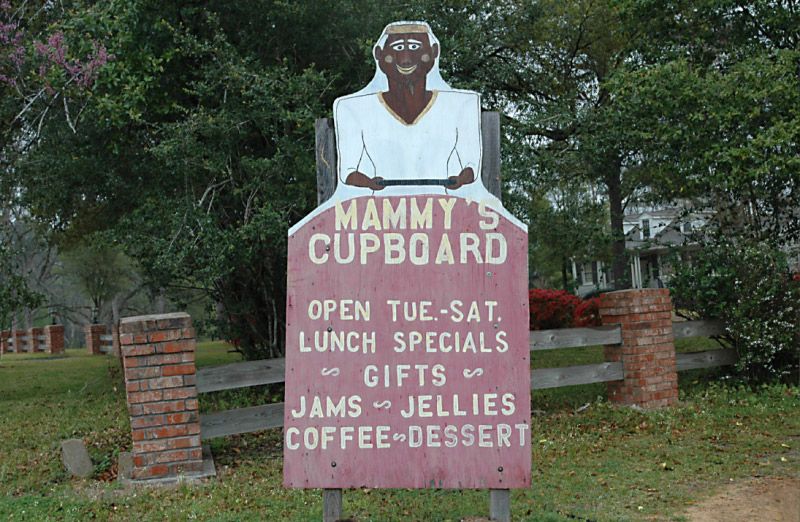 MAMMY'S
CUPBOARD
OPEN TUE.-SAT.
LUNCH SPECIALS
~ GIFTS ~
JAMS ~ JELLIES
COFFEE ~ DESSERT